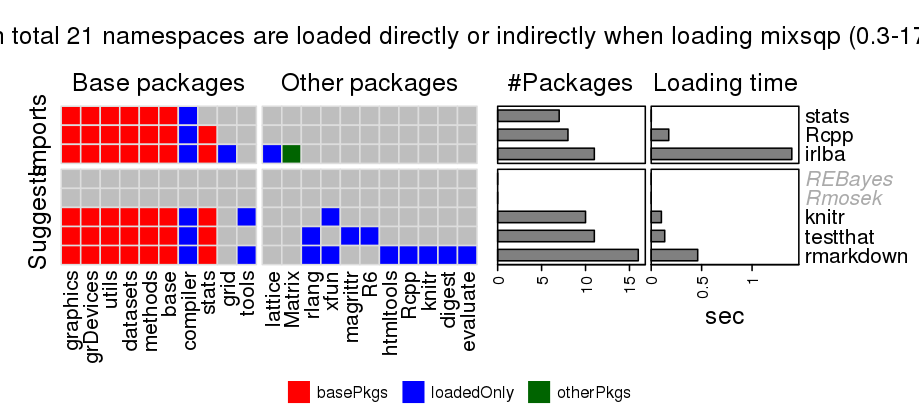 n total 21 namespaces are loaded directly or indirectly when loading mixsqp (0.3-17
Base packages
Other packages
#Packages
Loading time
Imports
Suggests
stats
Rcpp
irlba
REBayes
Rmosek
knitr
testthat
rmarkdown
graphics
grDevices
utils
datasets
methods
base
compiler
stats
grid
tools
lattice
Matrix
rlang
xfun
magrittr
R6
htmltools
Rcpp
knitr
digest
evaluate
0
5
10
15
0
0.5
1
sec
basePkgs
loadedOnly
otherPkgs